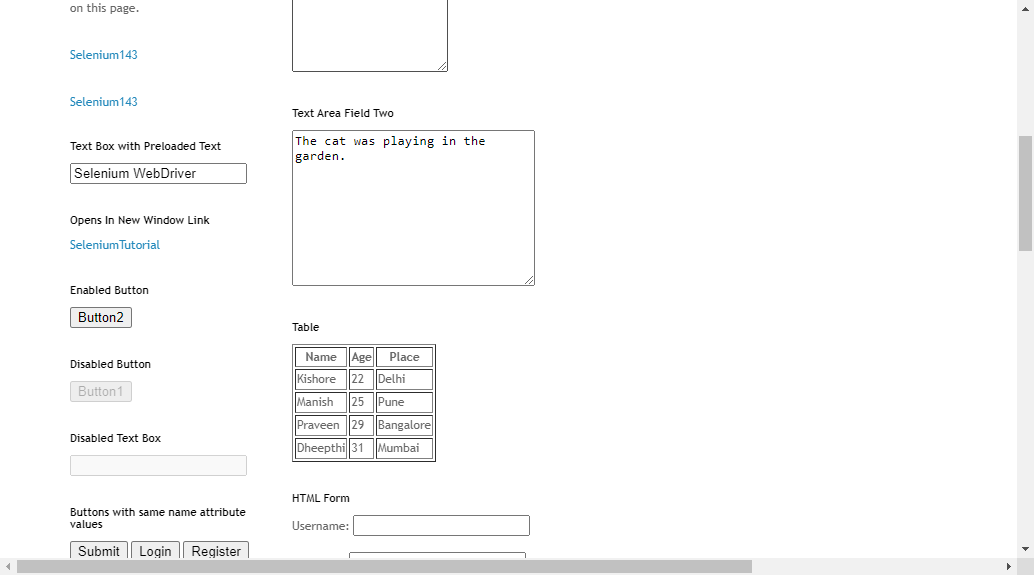 on this page.
Selenium143
Selenium143
Text Box with Preloaded Text
Selenium WebDriver
Opens In New Window Link
SeleniumTutorial
Enabled Button
Button2
Disabled Button
Button1
Disabled Text Box
Buttons with same name attribute
values
Submit Login Register
Text Area Field Two
The cat was playing in the
garden.
Table
Name Age Place
Kishore 22 Delhi
Manish 25 Pune
Praveen 29 Bangalore
Dheepthi 31 Mumbai
HTML Form
Username: